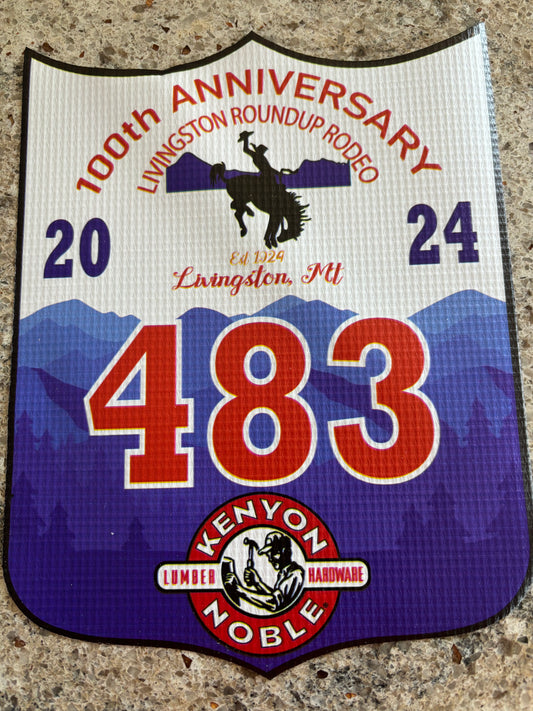 100th ANNIVERSARY
LIVINGSTON ROUNDUP RODEO
20 24
Est. 1924
Livingston, Mt
483
KENYON
LUMBER HARDWARE
NOBLE